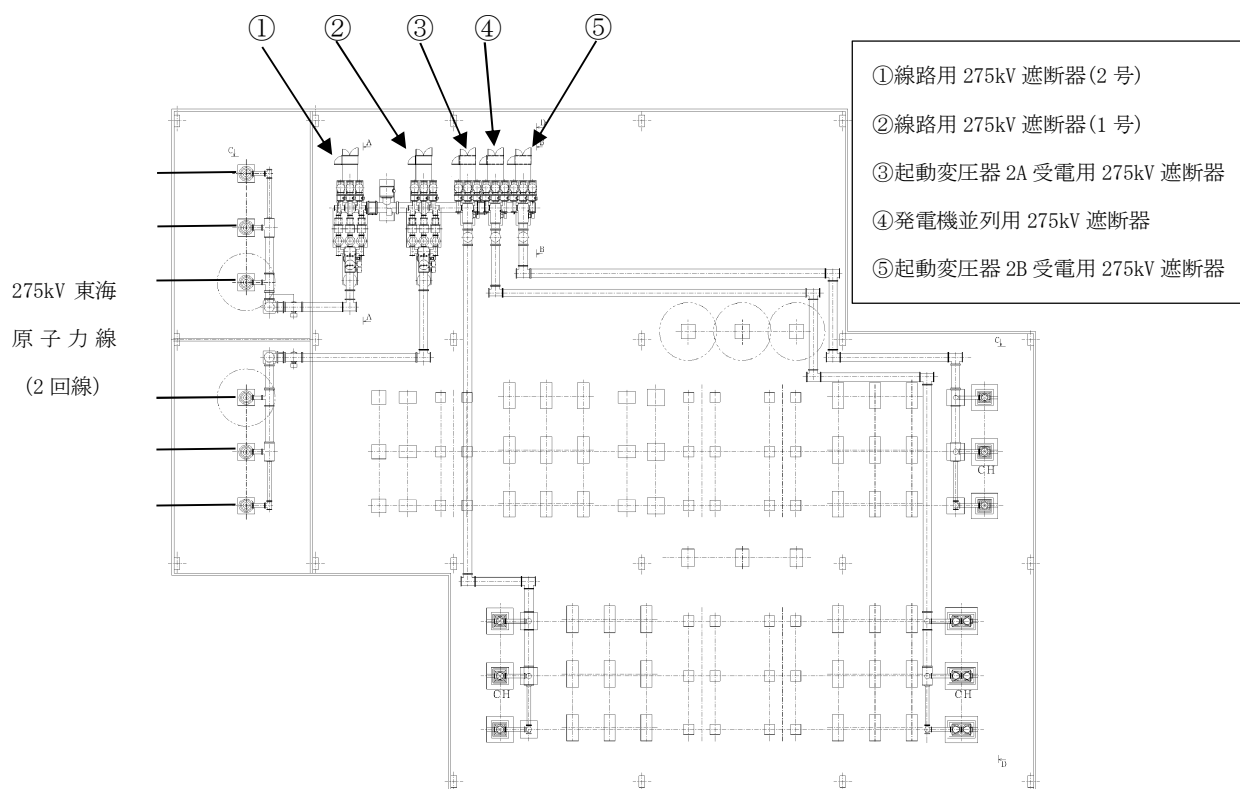 ① ② ③ ④ ⑤
①線路用 275kV 遮断器(2 号)
②線路用 275kV 遮断器(1 号)
③起動変圧器 2A 受電用 275kV 遮断器
④発電機並列用 275kV 遮断器
⑤起動変圧器 2B 受電用 275kV 遮断器
275kV 東海
原 子 力 線
(2 回線)
A
D
B
C
B
A
C
CH
CH
CH
D